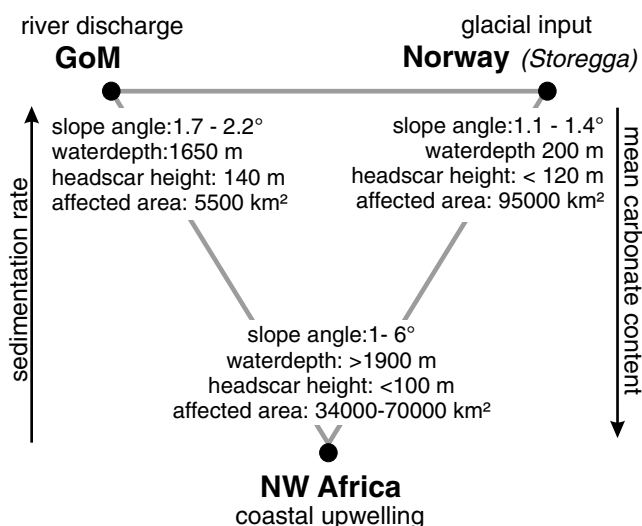 river discharge
GoM
glacial input
Norway (Storegga)
sedimentation rate
slope angle:1.7 - 2.2°
waterdepth:1650 m
headscar height: 140 m
affected area: 5500 km²
slope angle:1.1 - 1.4°
waterdepth 200 m
headscar height: < 120 m
affected area: 95000 km²
mean carbonate content
slope angle:1- 6°
waterdepth: >1900 m
headscar height: <100 m
affected area: 34000-70000 km²
NW Africa
coastal upwelling